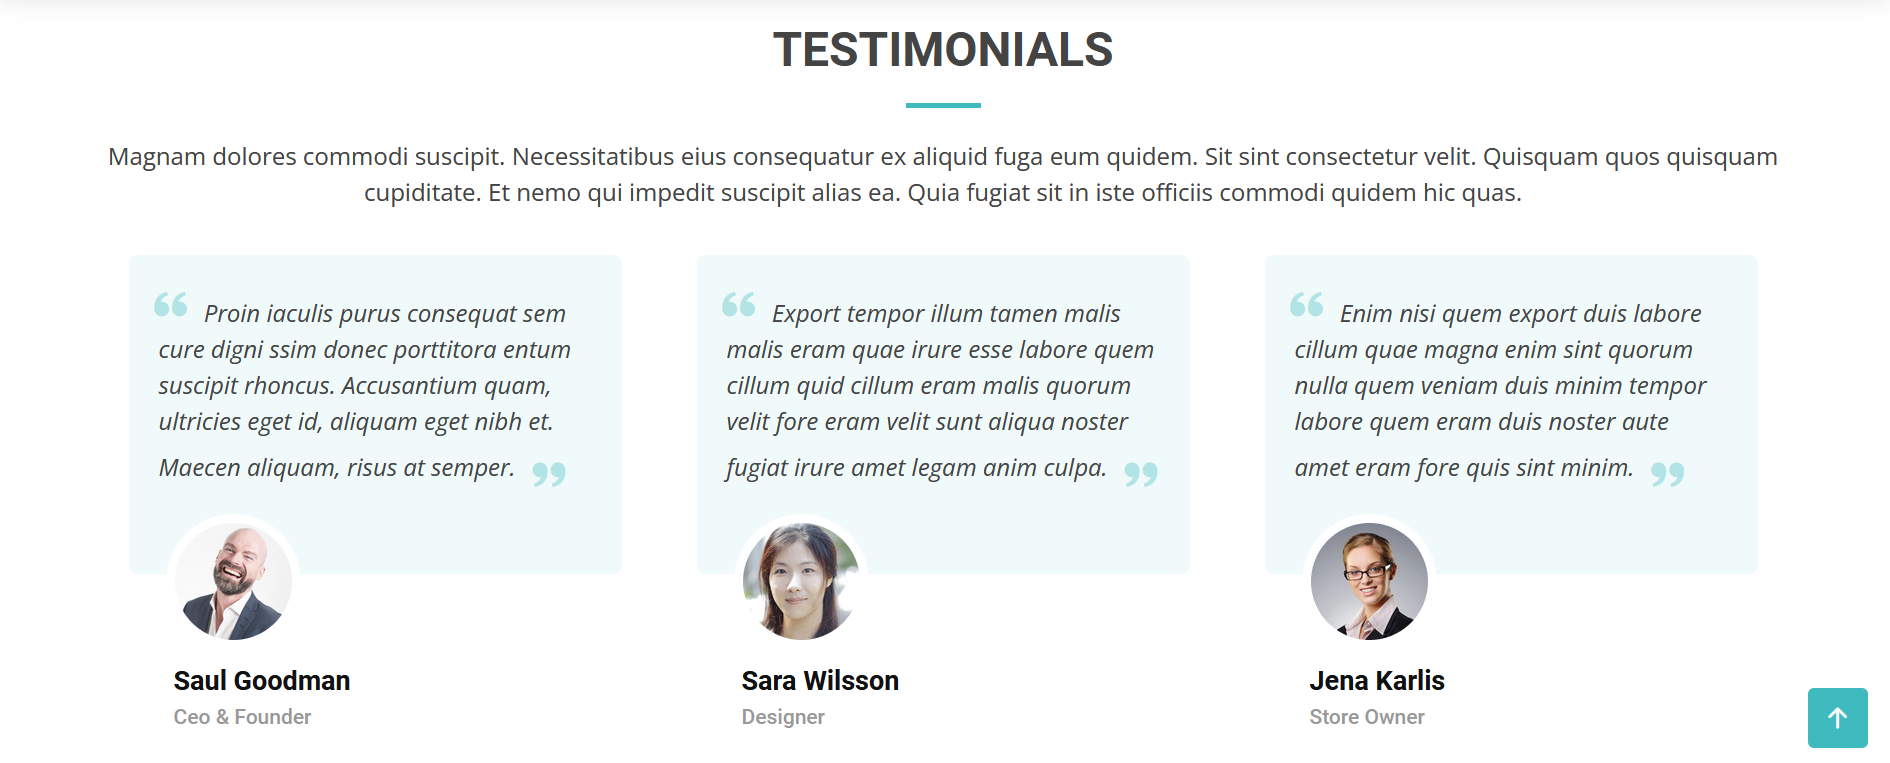 TESTIMONIALS
Magnam dolores commodi suscipit. Necessitatibus eius consequatur ex aliquid fuga eum quidem. Sit sint consectetur velit. Quisquam quos quisquam
cupiditate. Et nemo qui impedit suscipit alias ea. Quia fugiat sit in iste officiis commodi quidem hic quas.
“ Proin iaculis purus consequat sem
cure digni ssim donec porttitora entum
suscipit rhoncus. Accusantium quam,
ultricies eget id, aliquam eget nibh et.
Maecen aliquam, risus at semper. ”
Saul Goodman
Ceo & Founder
“ Export tempor illum tamen malis
malis eram quae irure esse labore quem
cillum quid cillum eram malis quorum
velit fore eram velit sunt aliqua noster
fugiat irure amet legam anim culpa. ”
Sara Wilsson
Designer
“ Enim nisi quem export duis labore
cillum quae magna enim sint quorum
nulla quem veniam duis minim tempor
labore quem eram duis noster aute
amet eram fore quis sint minim. ”
Jena Karlis
Store Owner